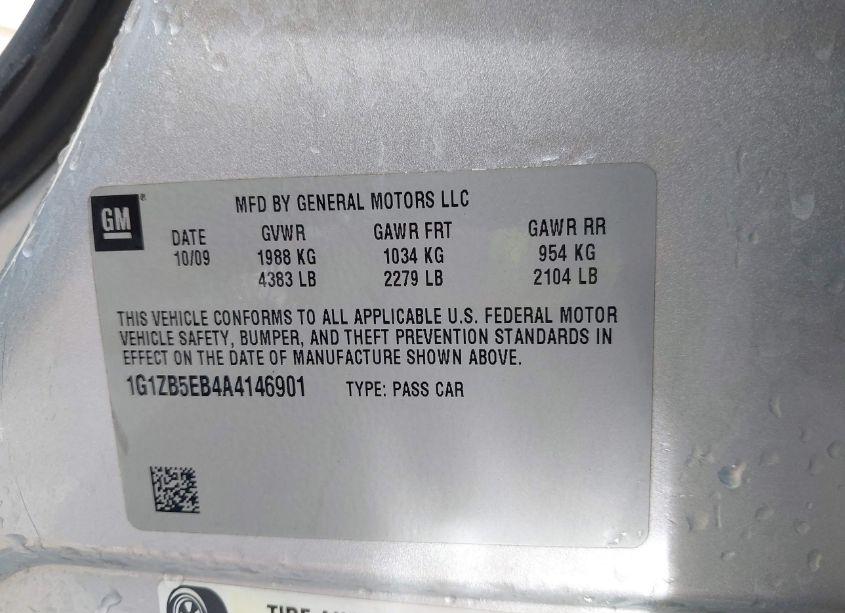 GM
MFD BY GENERAL MOTORS LLC
DATE GVWR GAWR FRT GAWR RR
10/09 1988 KG 1034 KG 954 KG
4383 LB 2279 LB 2104 LB
THIS VEHICLE CONFORMS TO ALL APPLICABLE U.S. FEDERAL MOTOR
VEHICLE SAFETY, BUMPER, AND THEFT PREVENTION STANDARDS IN
EFFECT ON THE DATE OF MANUFACTURE SHOWN ABOVE.
1G1ZB5EB4A4146901 TYPE: PASS CAR
TIRE